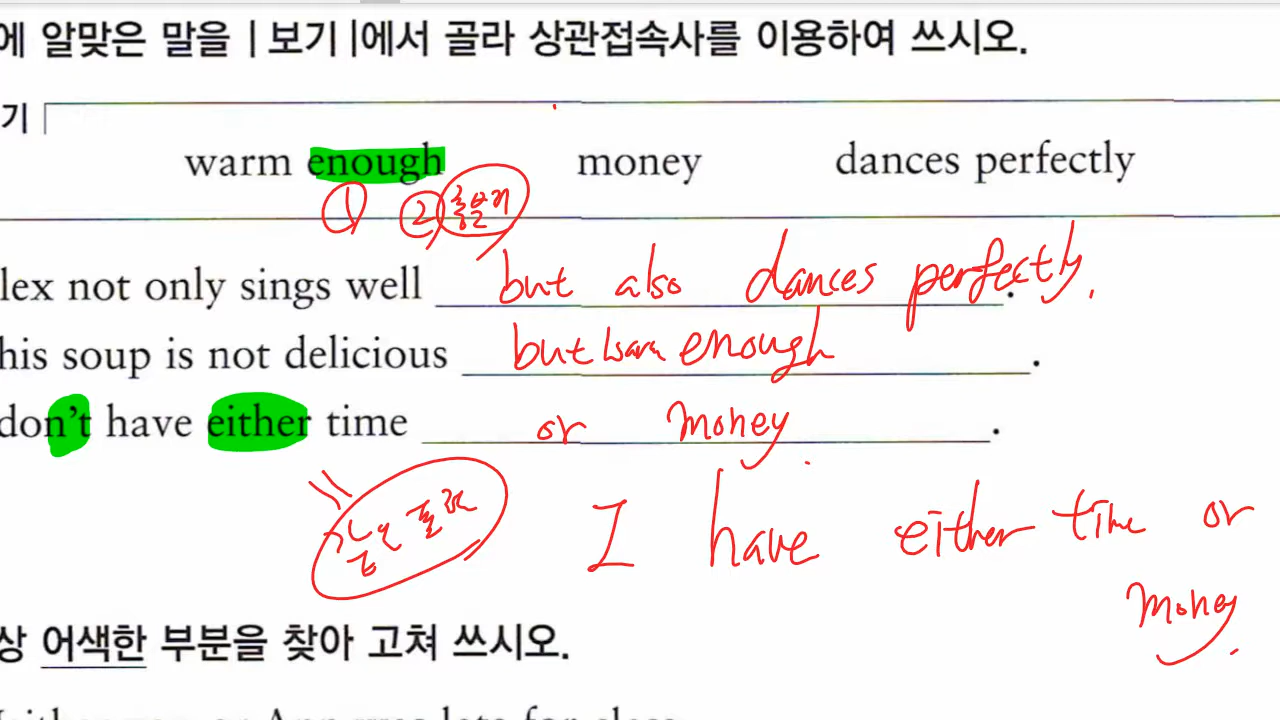 에 알맞은 말을 | 보기 |에서 골라 상관접속사를 이용하여 쓰시오.
기
warm enough money dances perfectly
① ② 충분히
lex not only sings well but also dances perfectly.
his soup is not delicious but warm enough.
don't have either time or money.
I have either time or
money.
상 어색한 부분을 찾아 고쳐 쓰시오.